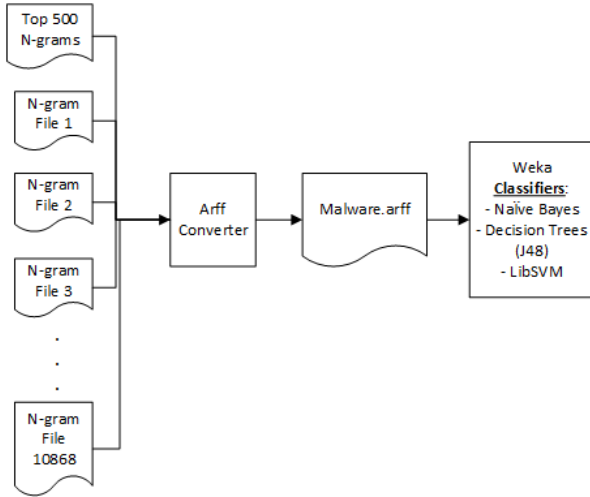 Top 500
N-grams
N-gram
File 1
N-gram
File 2
N-gram
File 3
.
.
.
N-gram
File
10868
Arff
Converter
Malware.arff
Weka
Classifiers:
- Naïve Bayes
- Decision Trees
(J48)
- LibSVM